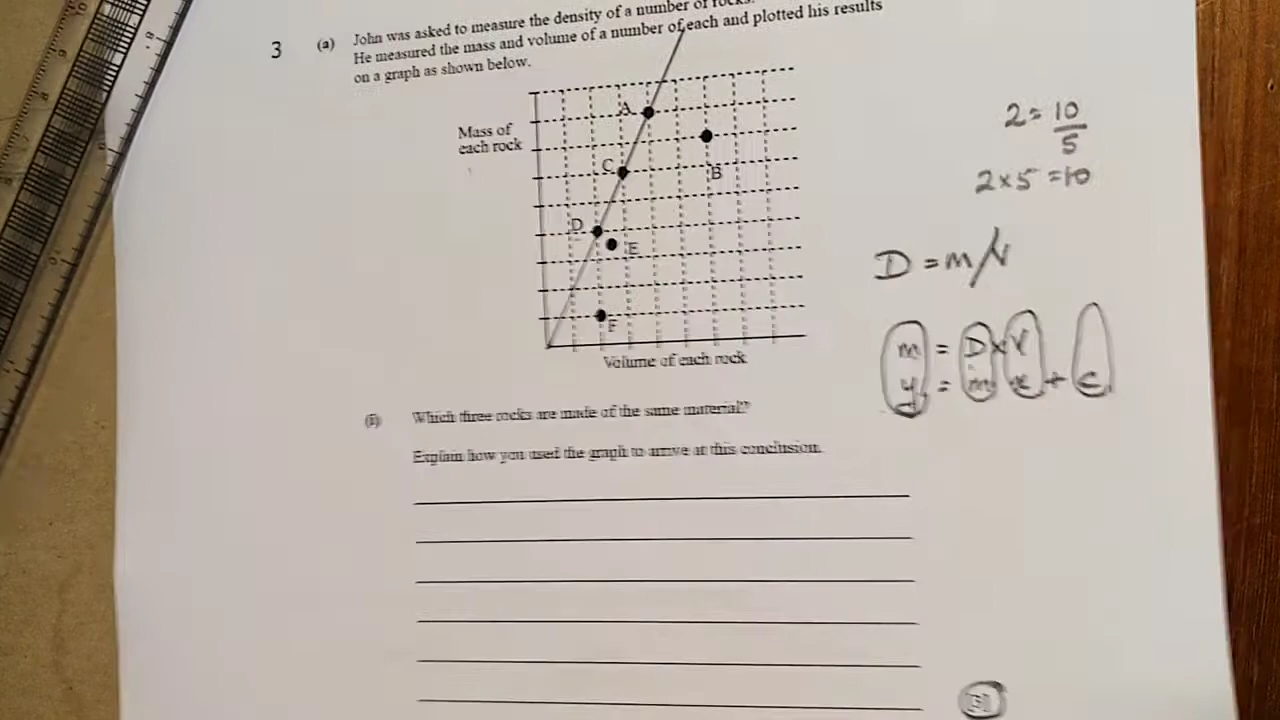 3 (a) John was asked to measure the density of a number of rocks.
He measured the mass and volume of a number of each and plotted his results
on a graph as shown below.
Mass of
each rock
A
B
C
D
E
F
Volume of each rock
2 = 10
5
2 x 5 = 10
D = m/v
m = D x V
y = m x + c
(i) Which three rocks are made of the same material?
Explain how you used the graph to arrive at this conclusion.
[3]